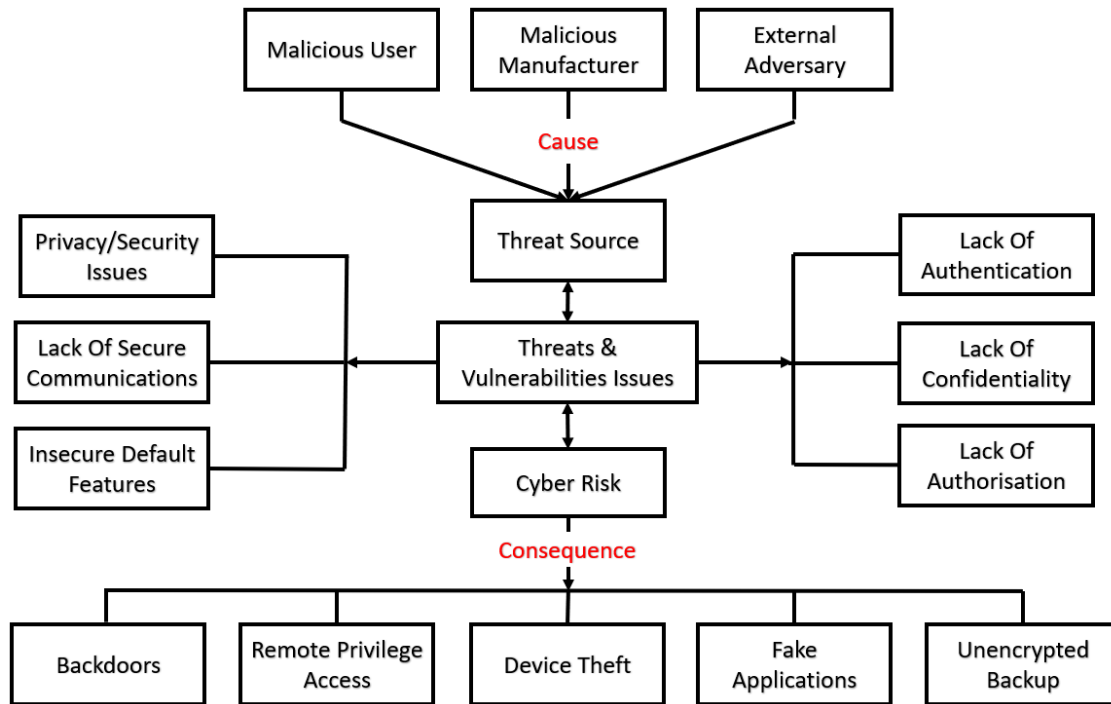 Malicious User
Malicious
Manufacturer
External
Adversary
Cause
Threat Source
Privacy/Security
Issues
Lack Of
Authentication
Lack Of Secure
Communications
Threats &
Vulnerabilities Issues
Lack Of
Confidentiality
Insecure Default
Features
Cyber Risk
Lack Of
Authorisation
Consequence
Backdoors
Remote Privilege
Access
Device Theft
Fake
Applications
Unencrypted
Backup